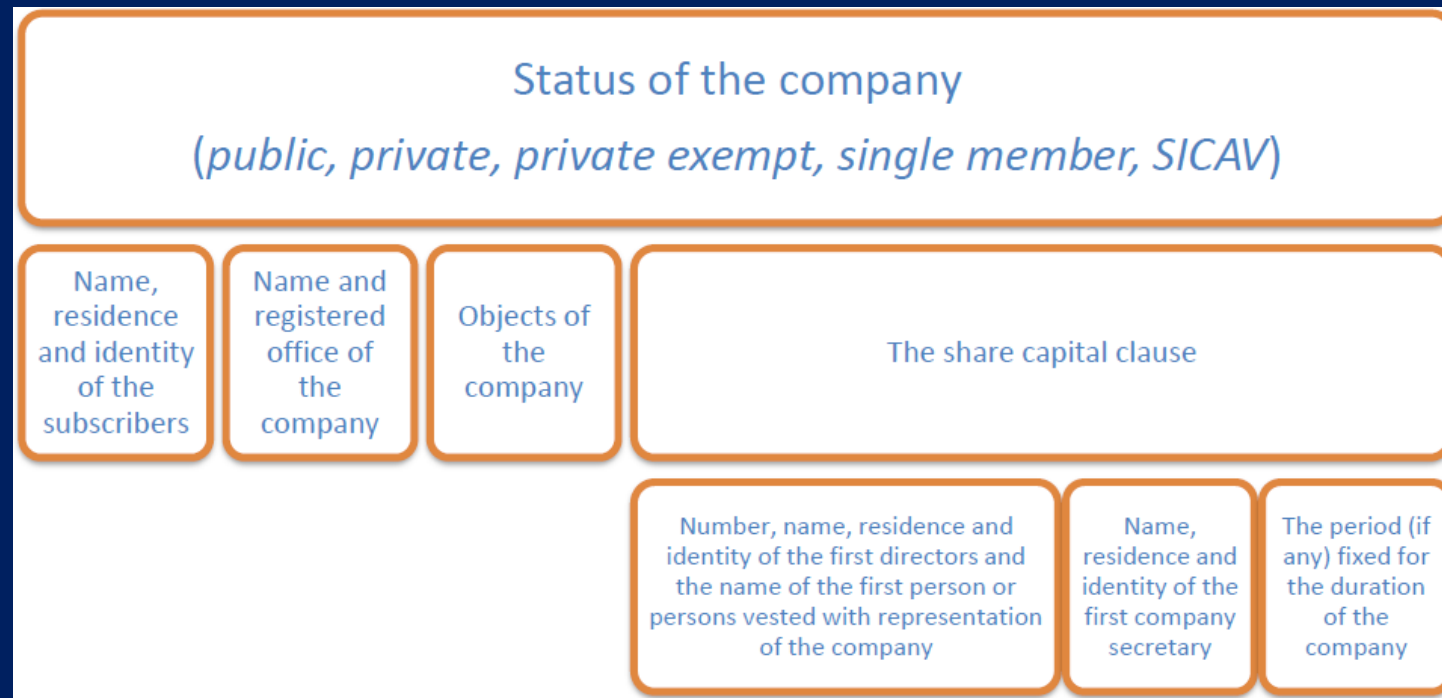 Status of the company
(public, private, private exempt, single member, SICAV)
Name,
residence
and identity
of the
subscribers
Name and
registered
office of
the
company
Objects of
the
company
The share capital clause
Number, name, residence and
identity of the first directors and
the name of the first person or
persons vested with representation
of the company
Name,
residence and
identity of the
first company
secretary
The period (if
any) fixed for
the duration
of the
company